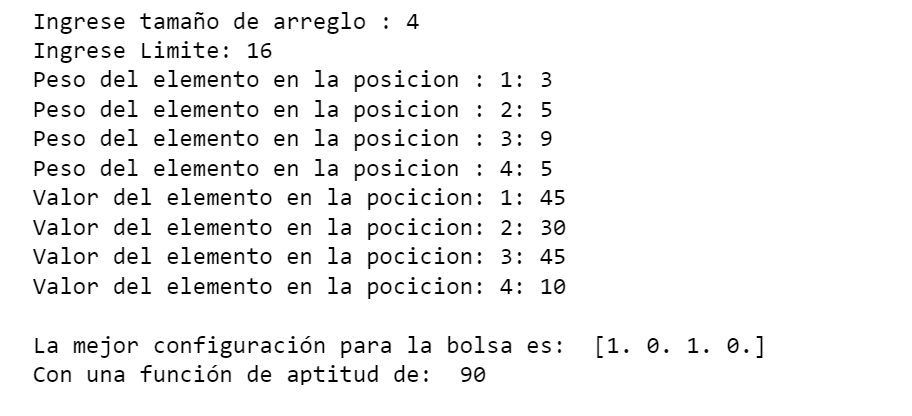 Ingrese tamaño de arreglo : 4
Ingrese Limite: 16
Peso del elemento en la posicion : 1: 3
Peso del elemento en la posicion : 2: 5
Peso del elemento en la posicion : 3: 9
Peso del elemento en la posicion : 4: 5
Valor del elemento en la pocicion: 1: 45
Valor del elemento en la pocicion: 2: 30
Valor del elemento en la pocicion: 3: 45
Valor del elemento en la pocicion: 4: 10
La mejor configuración para la bolsa es:  [1. 0. 1. 0.]
Con una función de aptitud de:  90